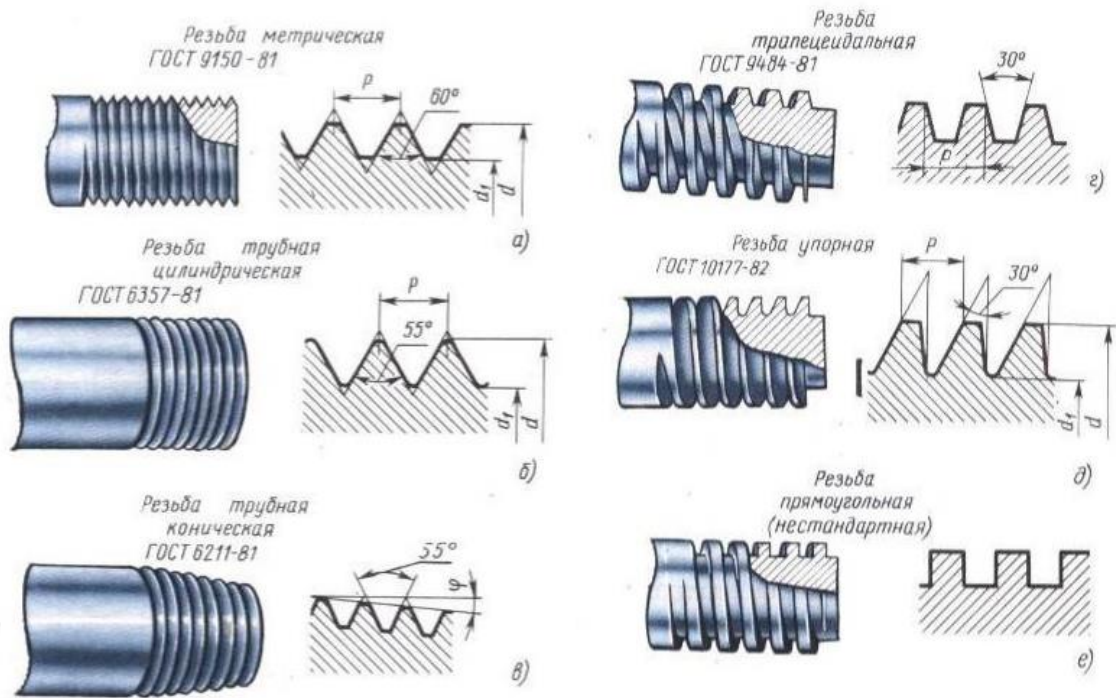 Резьба метрическая
ГОСТ 9150-81
P
60°
d₁
d
а)
Резьба трубная
цилиндрическая
ГОСТ 6357-81
P
55°
d₁
d
б)
Резьба трубная
коническая
ГОСТ 6211-81
55°
φ
в)
Резьба
трапецеидальная
ГОСТ 9484-81
30°
P
г)
Резьба упорная
ГОСТ 10177-82
P
30°
d₁
d
д)
Резьба
прямоугольная
(нестандартная)
е)